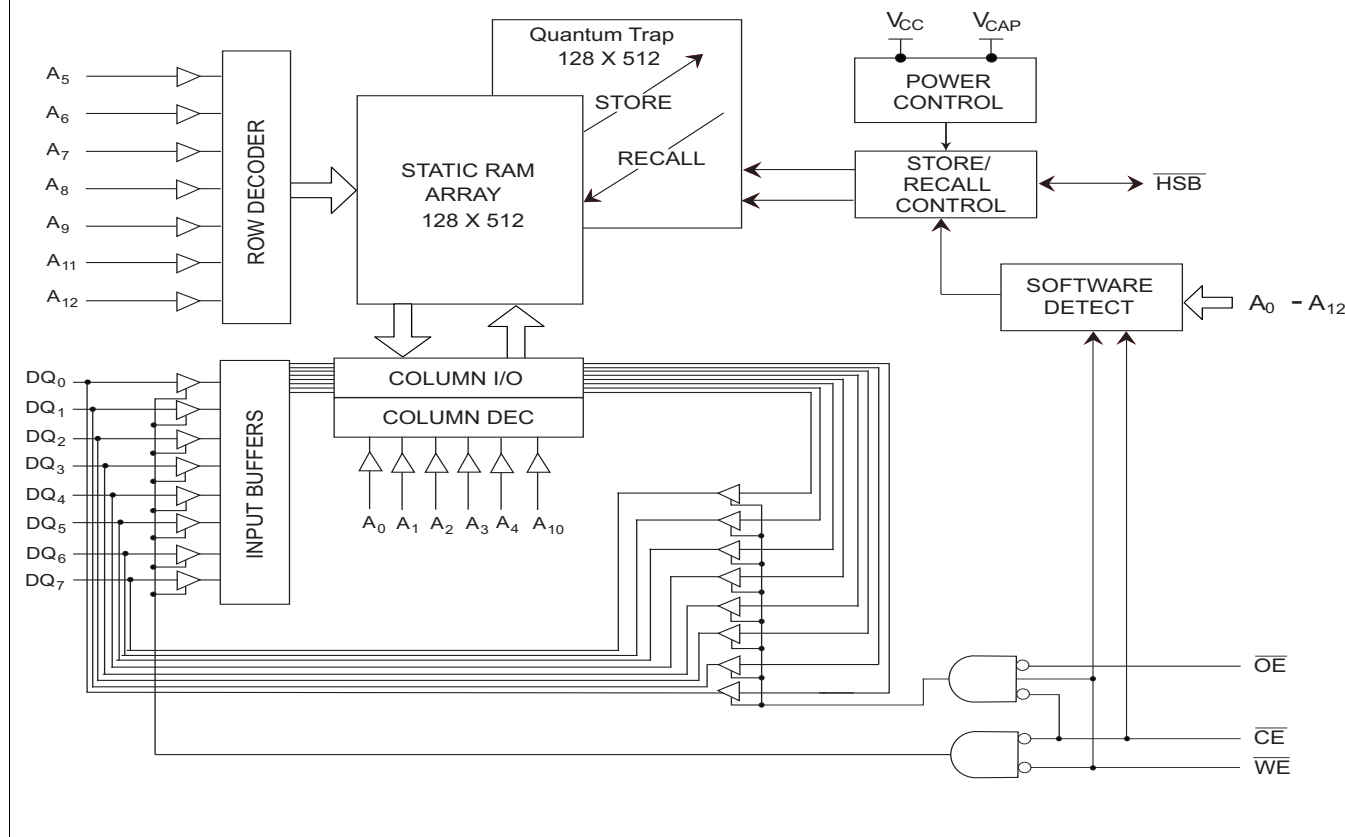 A5
A6
A7
A8
A9
A11
A12
ROW DECODER
Quantum Trap
128 X 512
STORE
RECALL
STATIC RAM
ARRAY
128 X 512
VCC
VCAP
POWER
CONTROL
STORE/
RECALL
CONTROL
HSB
SOFTWARE
DETECT
A0 - A12
DQ0
DQ1
DQ2
DQ3
DQ4
DQ5
DQ6
DQ7
INPUT BUFFERS
COLUMN I/O
COLUMN DEC
A0 A1 A2 A3 A4 A10
OE
CE
WE